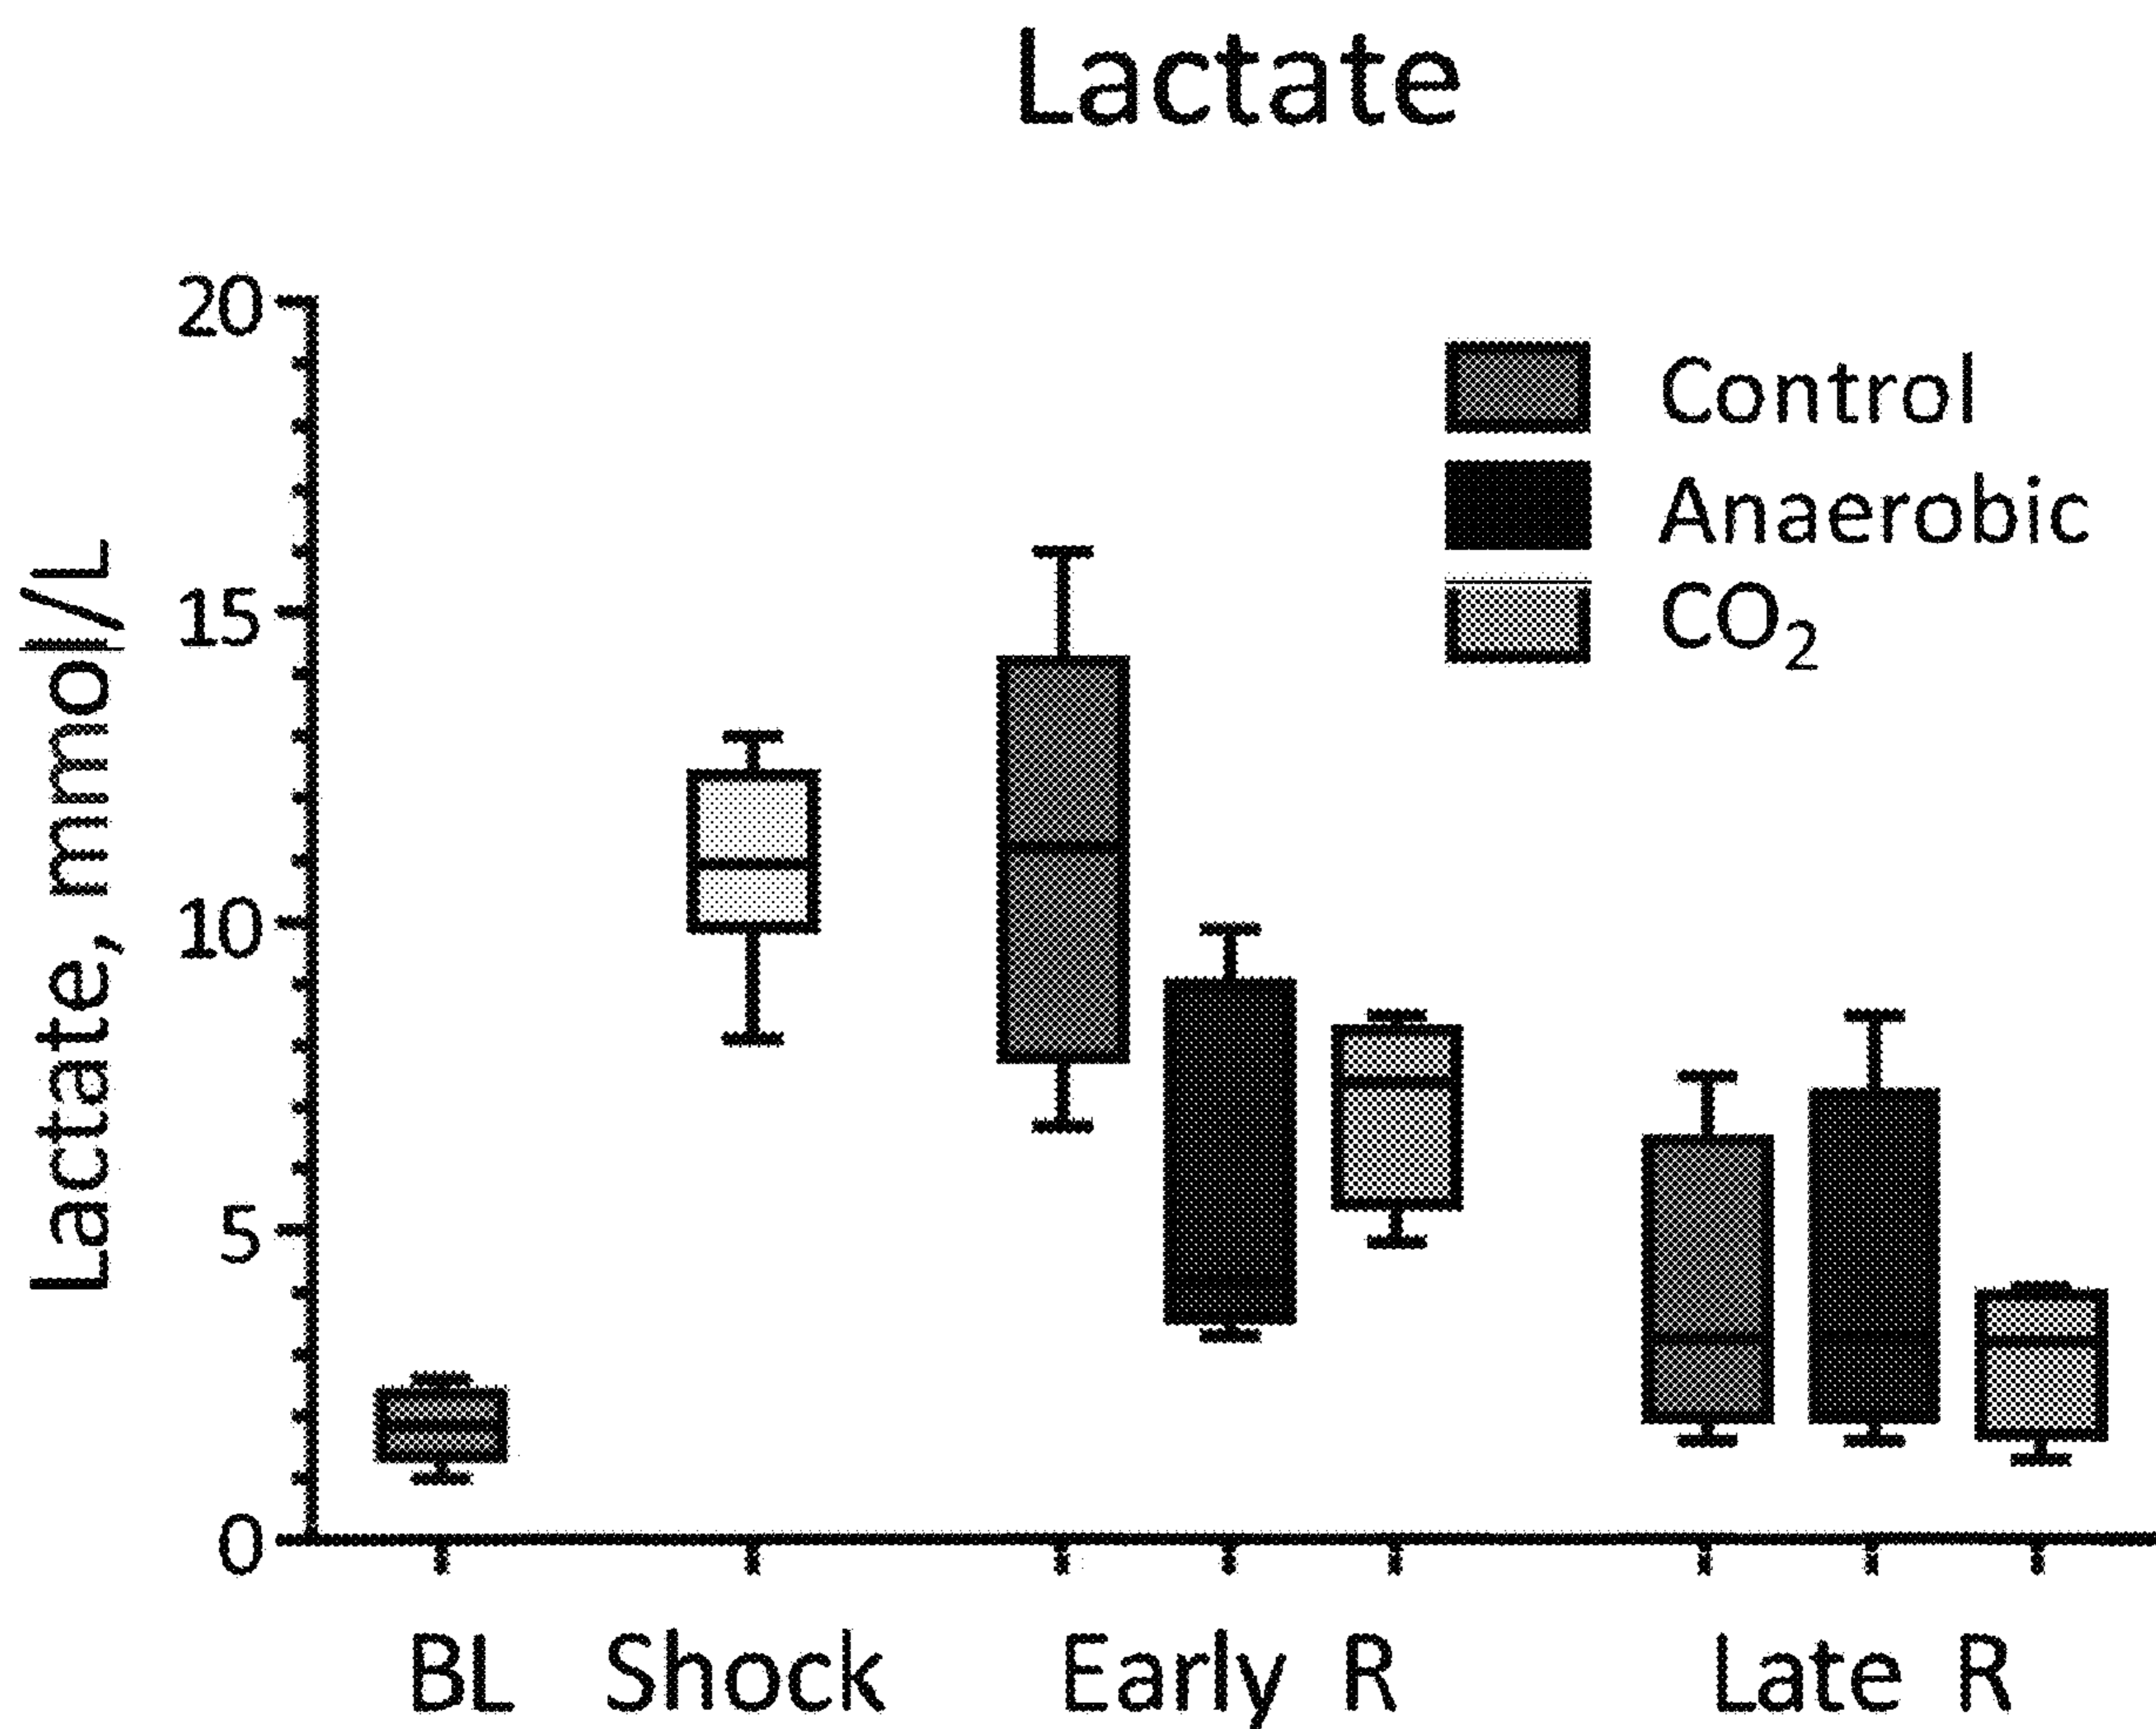 Lactate
Lactate, mmol/L
20
15
10
5
0
Control
Anaerobic
CO₂
BL Shock Early R Late R